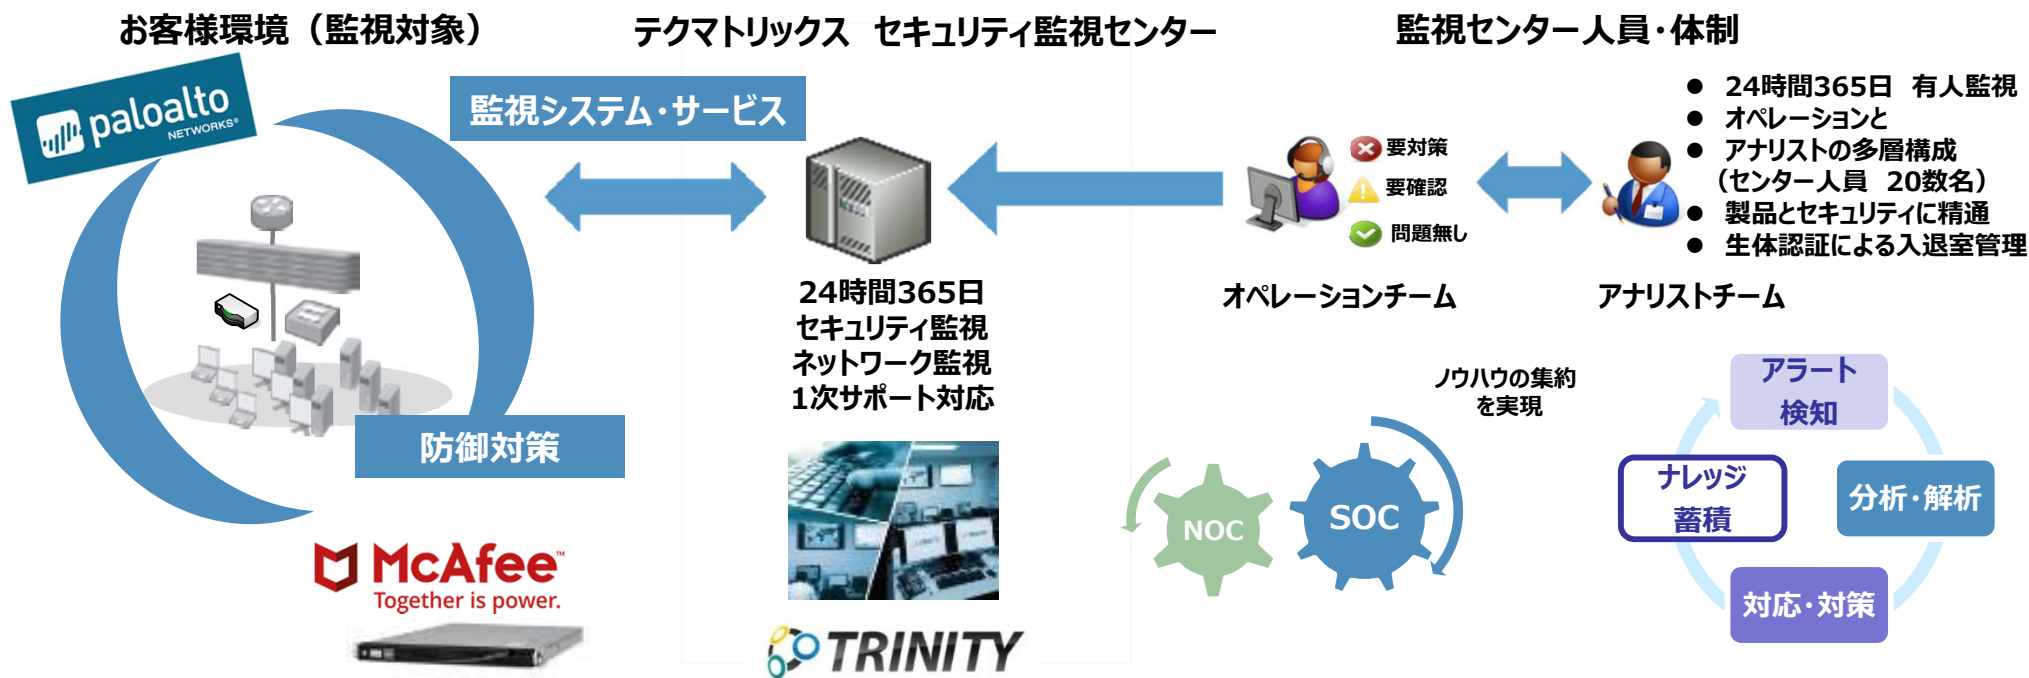 お客様環境（監視対象）
テクマトリックス セキュリティ監視センター
監視センター人員・体制
paloalto
NETWORKS®
監視システム・サービス
防御対策
McAfee™
Together is power.
24時間365日
セキュリティ監視
ネットワーク監視
1次サポート対応
TRINITY
要対策
要確認
問題無し
オペレーションチーム
アナリストチーム
● 24時間365日 有人監視
● オペレーションと
● アナリストの多層構成
（センター人員 20数名）
● 製品とセキュリティに精通
● 生体認証による入退室管理
ノウハウの集約
を実現
NOC
SOC
アラート
検知
分析・解析
対応・対策
ナレッジ
蓄積